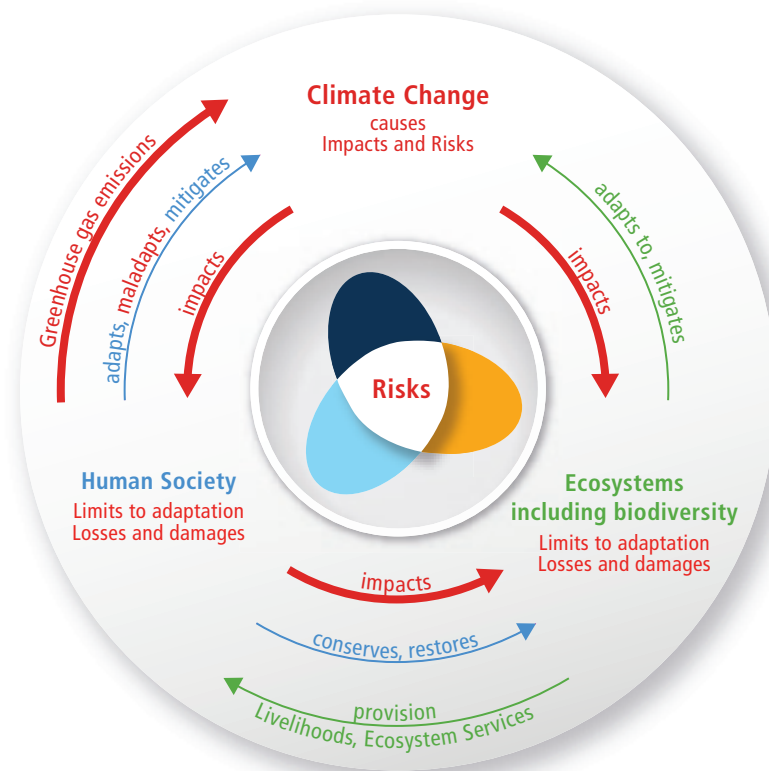 Climate Change
causes
Impacts and Risks
Greenhouse gas emissions
adapts, maladapts, mitigates
impacts
impacts
adapts to, mitigates
Risks
Human Society
Limits to adaptation
Losses and damages
Ecosystems
including biodiversity
Limits to adaptation
Losses and damages
impacts
conserves, restores
provision
Livelihoods, Ecosystem Services